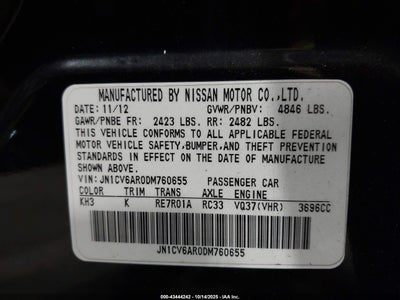 MANUFACTURED BY NISSAN MOTOR CO.,LTD.
DATE: 11/12 GVWR/PNBV: 4846 LBS.
GAWR/PNBE FR: 2423 LBS. RR: 2482 LBS.
THIS VEHICLE CONFORMS TO ALL APPLICABLE FEDERAL
MOTOR VEHICLE SAFETY,BUMPER,AND THEFT PREVENTION
STANDARDS IN EFFECT ON THE DATE OF MANUFACTURE
SHOWN ABOVE.
VIN: JN1CV6AR0DM760655 PASSENGER CAR
COLOR TRIM TRANS AXLE ENGINE
KH3 K RE7R01A RC33 VQ37(VHR) 3696CC
JN1CV6AR0DM760655
000-43444242 - 10/14/2025 - IAAI.COM